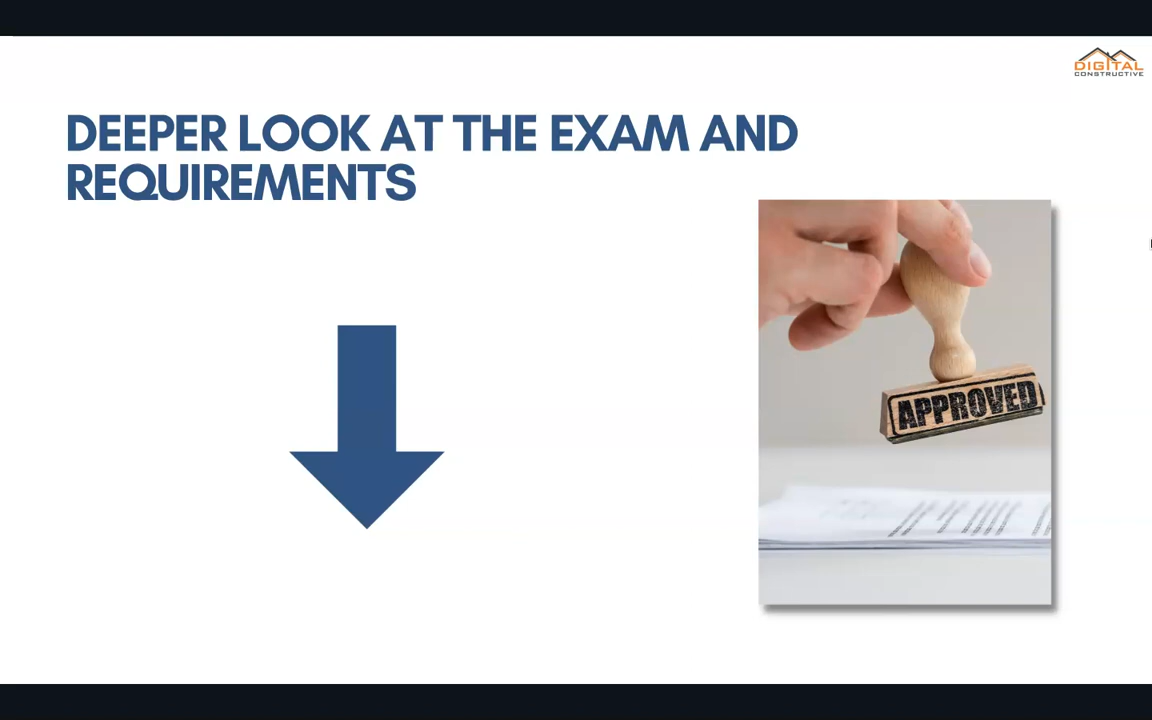 DIGITAL
CONSTRUCTIVE
DEEPER LOOK AT THE EXAM AND
REQUIREMENTS
APPROVED